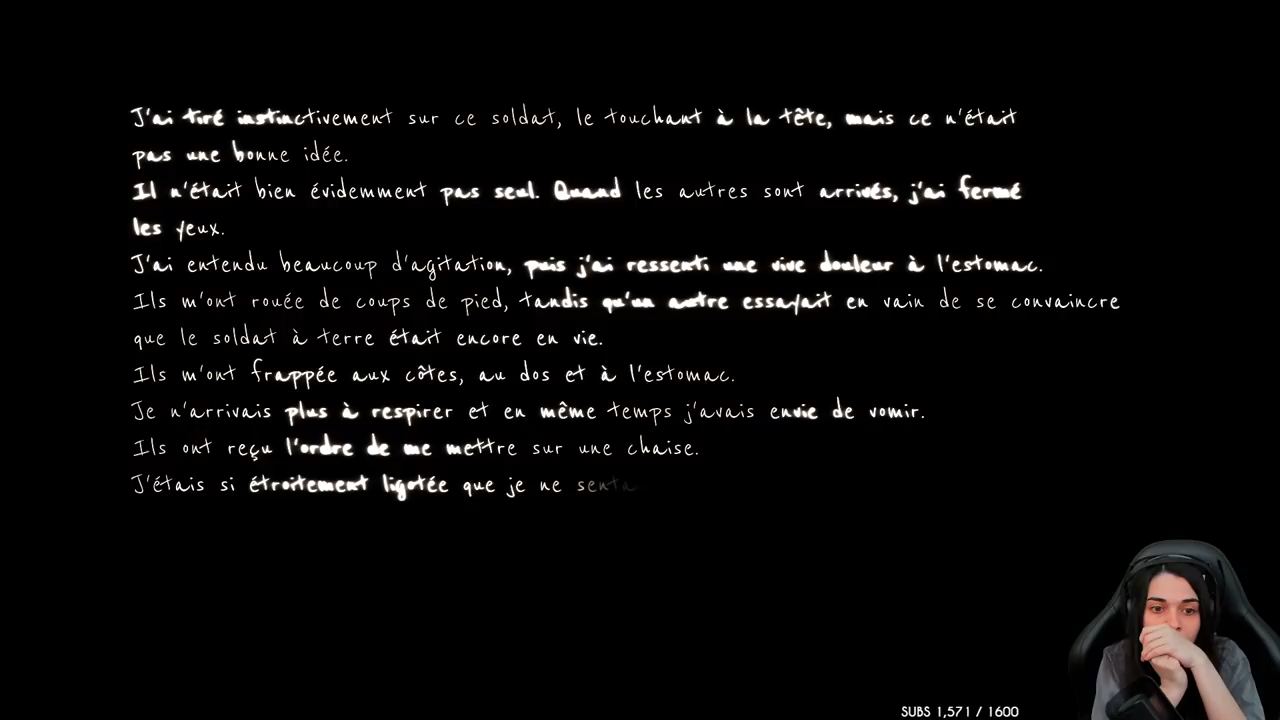 J'ai tiré instinctivement sur ce soldat, le touchant à la tête, mais ce n'était
pas une bonne idée.
Il n'était bien évidemment pas seul. Quand les autres sont arrivés, j'ai fermé
les yeux.
J'ai entendu beaucoup d'agitation, puis j'ai ressenti une vive douleur à l'estomac.
Ils m'ont rouée de coups de pied, tandis qu'un autre essayait en vain de se convaincre
que le soldat à terre était encore en vie.
Ils m'ont frappée aux côtes, au dos et à l'estomac.
Je n'arrivais plus à respirer et en même temps j'avais envie de vomir.
Ils ont reçu l'ordre de me mettre sur une chaise.
J'étais si étroitement ligotée que je ne senta
SUBS 1,571 / 1600